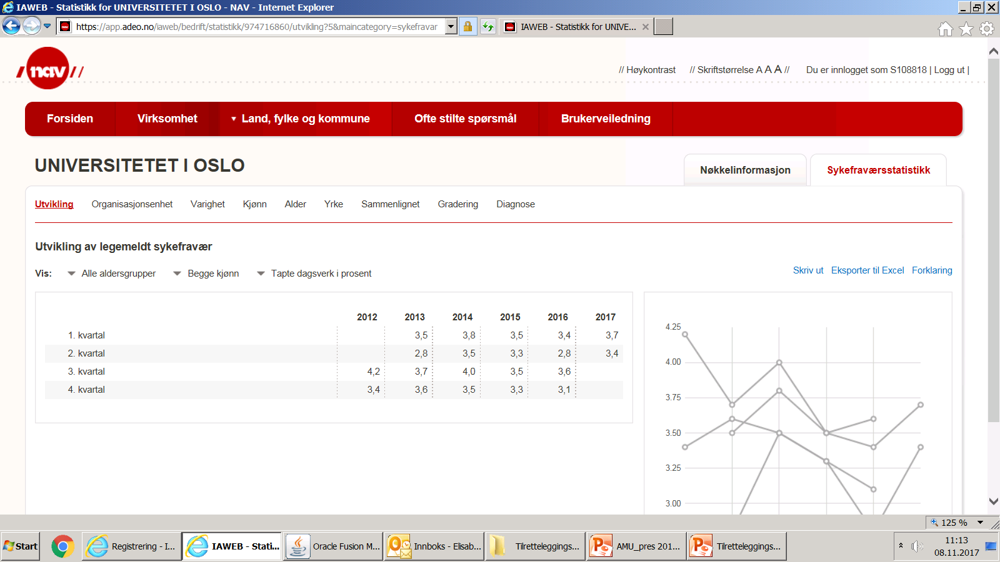 IAWEB - Statistikk for UNIVERSITETET I OSLO - NAV - Internet Explorer
https://app.adeo.no/iaweb/bedrift/statistikk/974716860/utvikling?5&maincategory=sykefravar
IAWEB - Statistikk for UNIVE...
nav
// Høykontrast // Skriftstørrelse A A A // Du er innlogget som S108818 | Logg ut |
Forsiden Virksomhet Land, fylke og kommune Ofte stilte spørsmål Brukerveiledning
UNIVERSITETET I OSLO
Nøkkelinformasjon Sykefraværsstatistikk
Utvikling Organisasjonsenhet Varighet Kjønn Alder Yrke Sammenlignet Gradering Diagnose
Utvikling av legemeldt sykefravær
Vis: Alle aldersgrupper Begge kjønn Tapte dagsverk i prosent
Skriv ut Eksporter til Excel Forklaring
2012 2013 2014 2015 2016 2017
1. kvartal 3,5 3,8 3,5 3,4 3,7
2. kvartal 2,8 3,5 3,3 2,8 3,4
3. kvartal 4,2 3,7 4,0 3,5 3,6
4. kvartal 3,4 3,6 3,5 3,3 3,1
4.25
4.00
3.75
3.50
3.25
3.00
125 %
Start
Registrering - I...
IAWEB - Stati...
Oracle Fusion M...
Innboks - Elisab...
Tilretteleggings...
AMU_pres 201...
Tilretteleggings...
11:13
08.11.2017